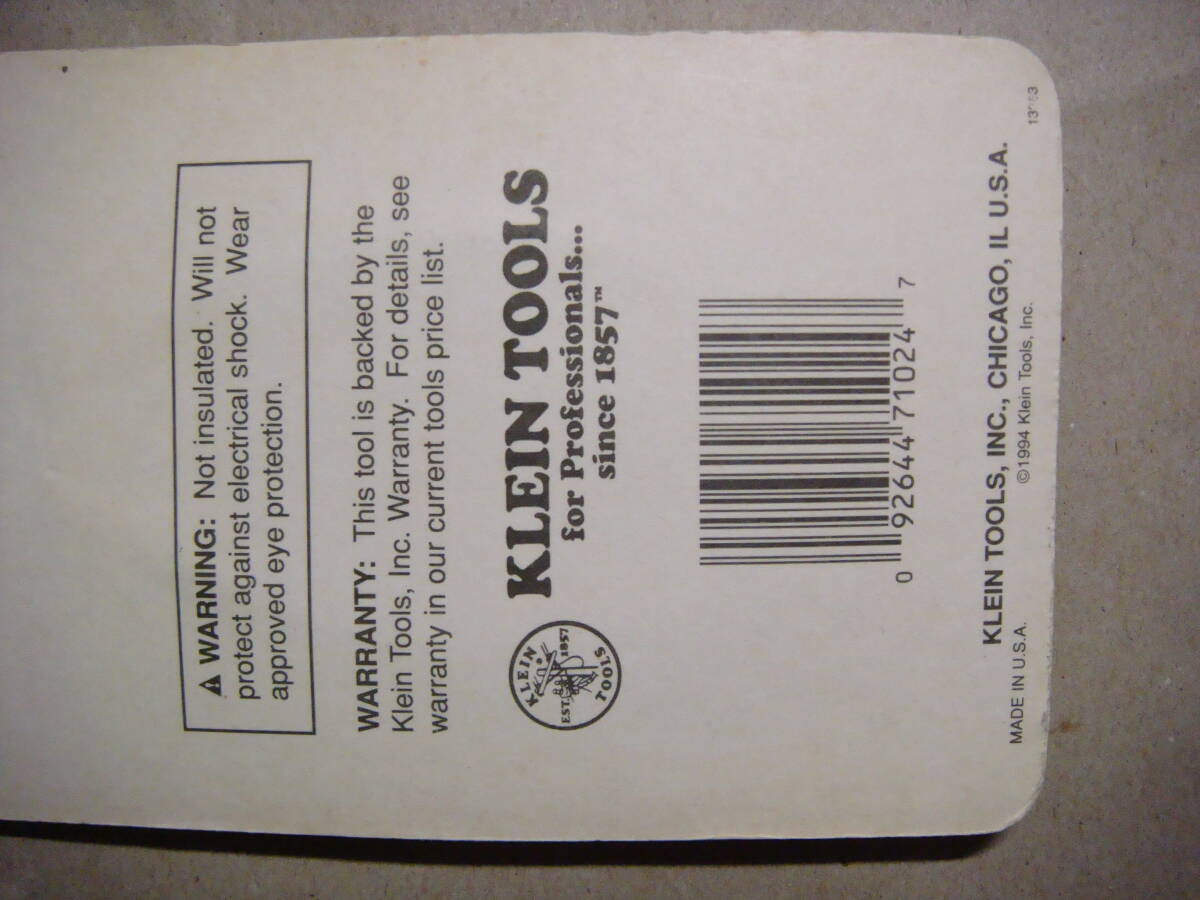 ⚠ WARNING: Not insulated. Will not
protect against electrical shock. Wear
approved eye protection.
WARRANTY: This tool is backed by the
Klein Tools, Inc. Warranty. For details, see
warranty in our current tools price list.
KLEIN
EST. 1857
TOOLS
KLEIN TOOLS
for Professionals...
since 1857™
0 92644 71024 7
KLEIN TOOLS, INC., CHICAGO, IL U.S.A.
MADE IN U.S.A. ©1994 Klein Tools, Inc.